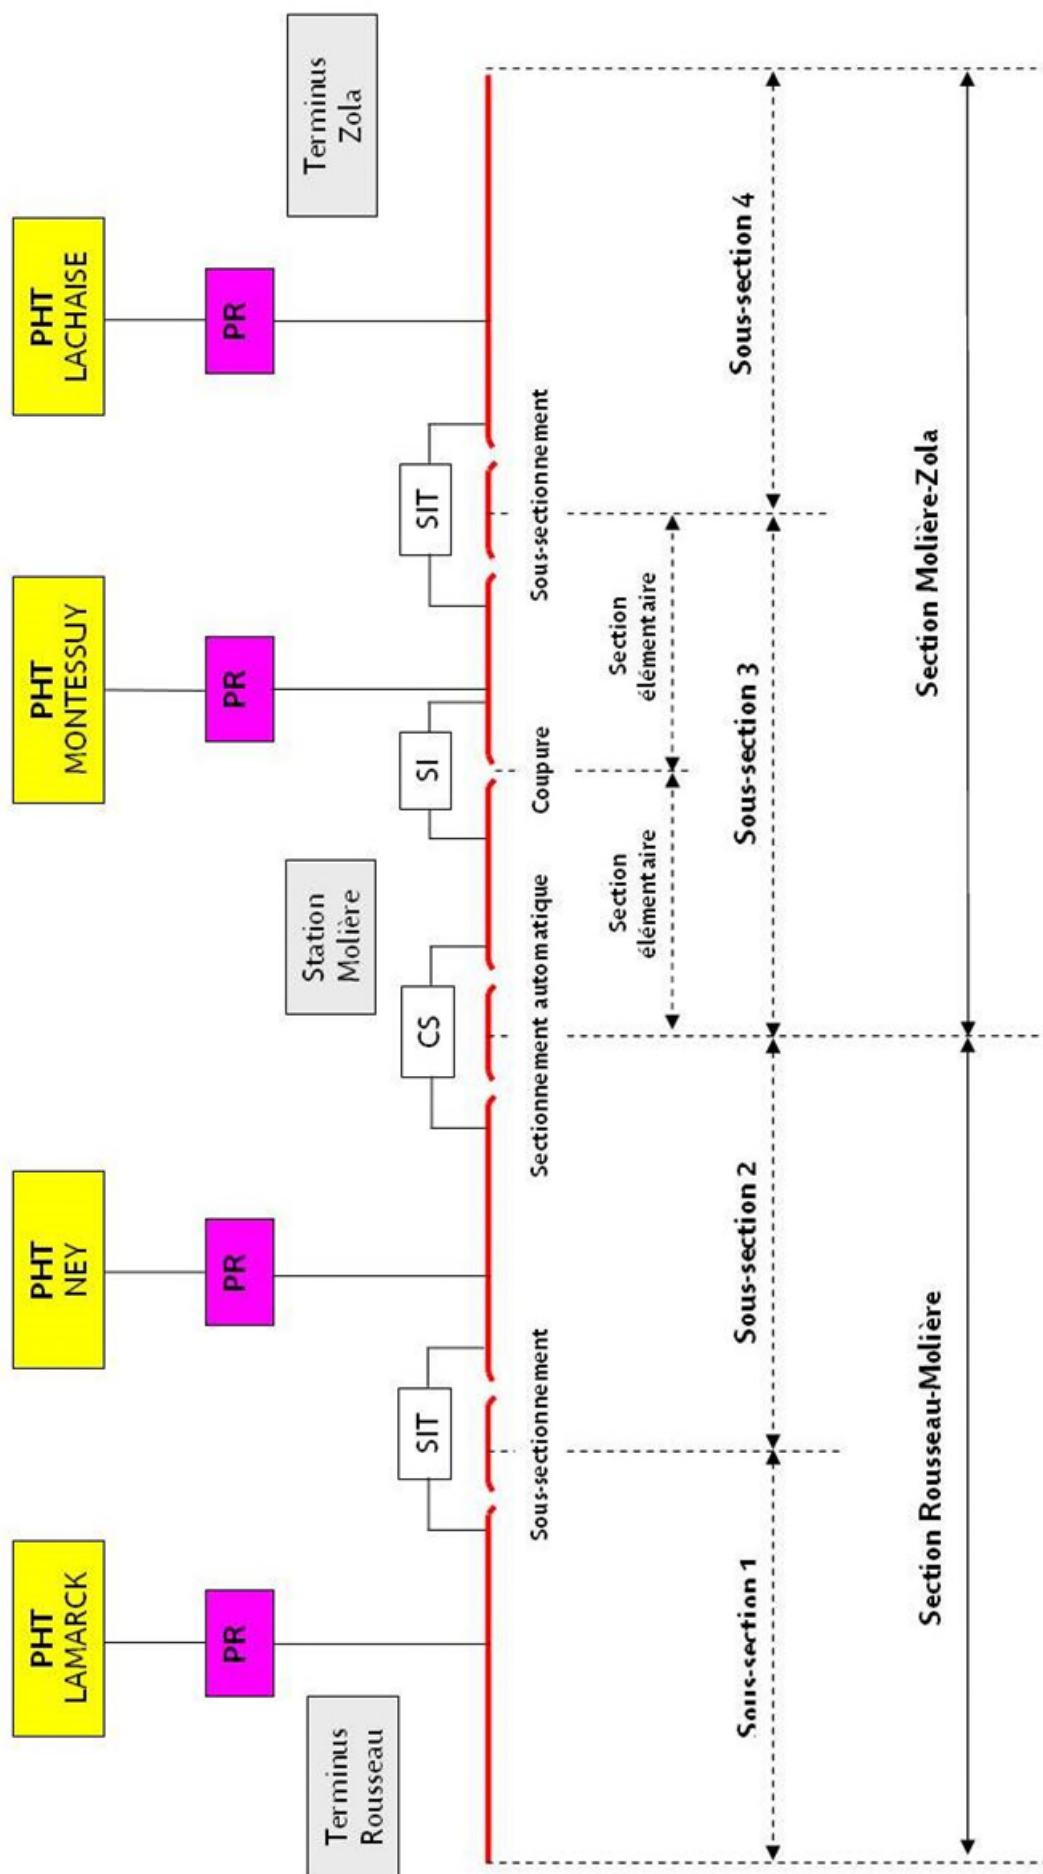 PHT
LAMARCK
PHT
NEY
PHT
MONTESSUY
PHT
LACHAISE
PR
PR
PR
PR
Terminus
Rousseau
Station
Molière
Terminus
Zola
SIT
CS
SI
SIT
Sous-sectionnement
Sectionnement automatique
Coupure
Sous-sectionnement
Section
élémentaire
Section
élémentaire
Sous-section 1
Sous-section 2
Sous-section 3
Sous-section 4
Section Rousseau-Molière
Section Molière-Zola